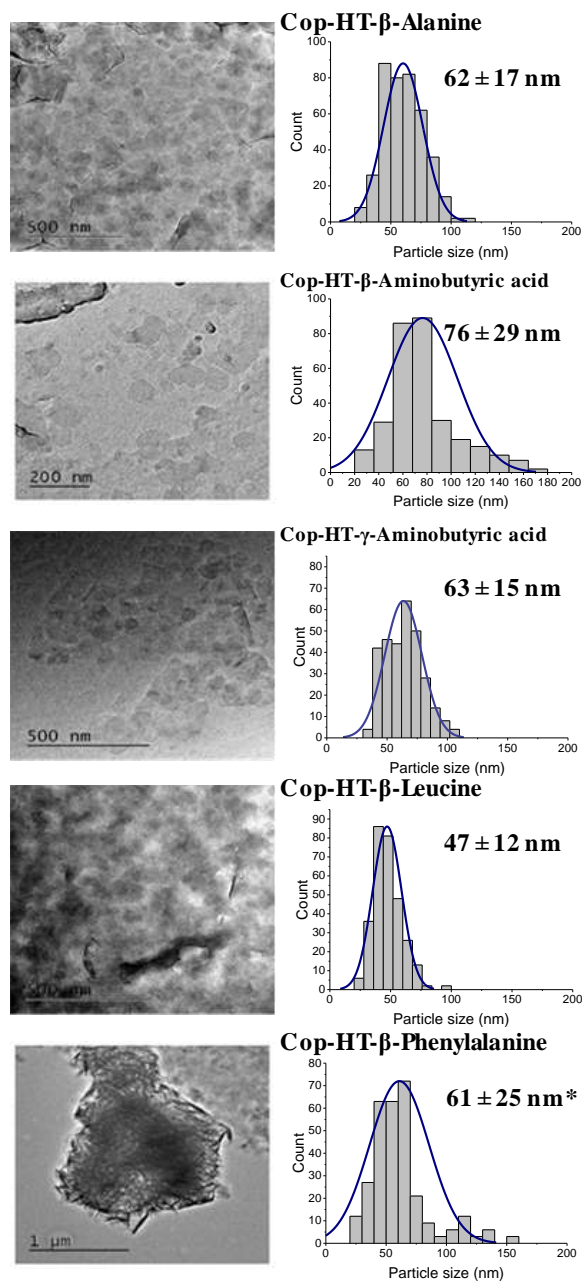 Cop-HT-β-Alanine
62 ± 17 nm
Count
100
80
60
40
20
0
0 50 100 150 200
Particle size (nm)
500 nm
Cop-HT-β-Aminobutyric acid
76 ± 29 nm
Count
100
80
60
40
20
0
0 20 40 60 80 100 120 140 160 180 200
Particle size (nm)
200 nm
Cop-HT-γ-Aminobutyric acid
63 ± 15 nm
Count
80
70
60
50
40
30
20
10
0
0 50 100 150 200
Particle size (nm)
500 nm
Cop-HT-β-Leucine
47 ± 12 nm
Count
90
80
70
60
50
40
30
20
10
0
0 50 100 150 200
Particle size (nm)
500 nm
Cop-HT-β-Phenylalanine
61 ± 25 nm*
Count
80
70
60
50
40
30
20
10
0
0 50 100 150 200
Particle size (nm)
1 µm